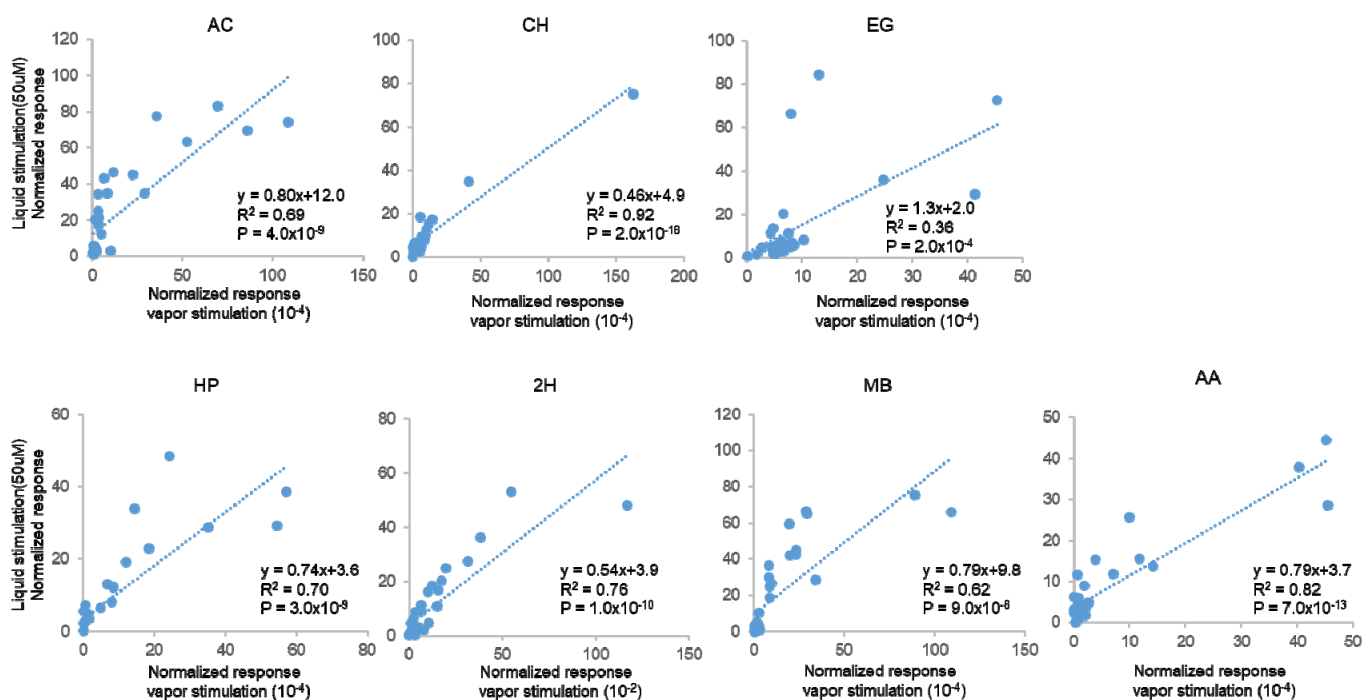 AC
Liquid stimulation(50uM)
Normalized response
120
100
80
60
40
20
0
y = 0.80x+12.0
R² = 0.69
P = 4.0x10⁻⁹
0 50 100 150
Normalized response
vapor stimulation (10⁻⁴)
CH
100
80
60
40
20
0
y = 0.46x+4.9
R² = 0.92
P = 2.0x10⁻¹⁸
0 50 100 150 200
Normalized response
vapor stimulation (10⁻⁴)
EG
100
80
60
40
20
0
y = 1.3x+2.0
R² = 0.36
P = 2.0x10⁻⁴
0 10 20 30 40 50
Normalized response
vapor stimulation (10⁻⁴)
HP
Liquid stimulation(50uM)
Normalized response
60
40
20
0
y = 0.74x+3.6
R² = 0.70
P = 3.0x10⁻⁹
0 20 40 60 80
Normalized response
vapor stimulation (10⁻⁴)
2H
80
60
40
20
0
y = 0.54x+3.9
R² = 0.76
P = 1.0x10⁻¹⁰
0 50 100 150
Normalized response
vapor stimulation (10⁻²)
MB
120
100
80
60
40
20
0
y = 0.79x+9.8
R² = 0.62
P = 9.0x10⁻⁸
0 50 100 150
Normalized response
vapor stimulation (10⁻⁴)
AA
50
40
30
20
10
0
y = 0.79x+3.7
R² = 0.82
P = 7.0x10⁻¹³
0 10 20 30 40 50
Normalized response
vapor stimulation (10⁻⁴)